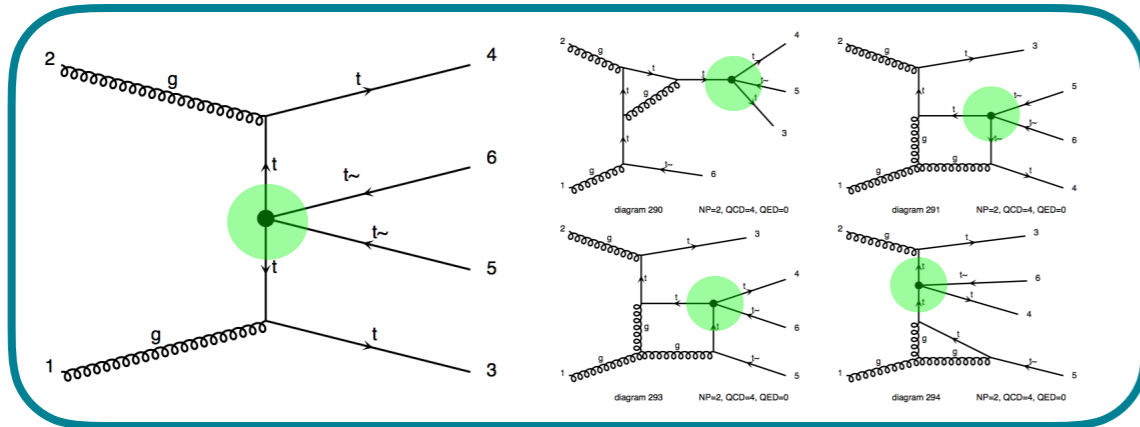 2
g
t
4
t
6
t~
t~
5
t
g
t
1
3
2
g
t
t
4
t
t~
5
g
t
3
t
t~
1
g
6
diagram 290
NP=2, QCD=4, QED=0
2
g
t
3
t
t~
5
t
t~
6
g
t~
g
t
1
g
4
diagram 291
NP=2, QCD=4, QED=0
2
g
t
3
t
t
4
t
t~
6
g
t
g
t~
1
g
5
diagram 293
NP=2, QCD=4, QED=0
2
g
t
3
t
t~
6
t
t
4
g
t
g
t~
1
g
5
diagram 294
NP=2, QCD=4, QED=0